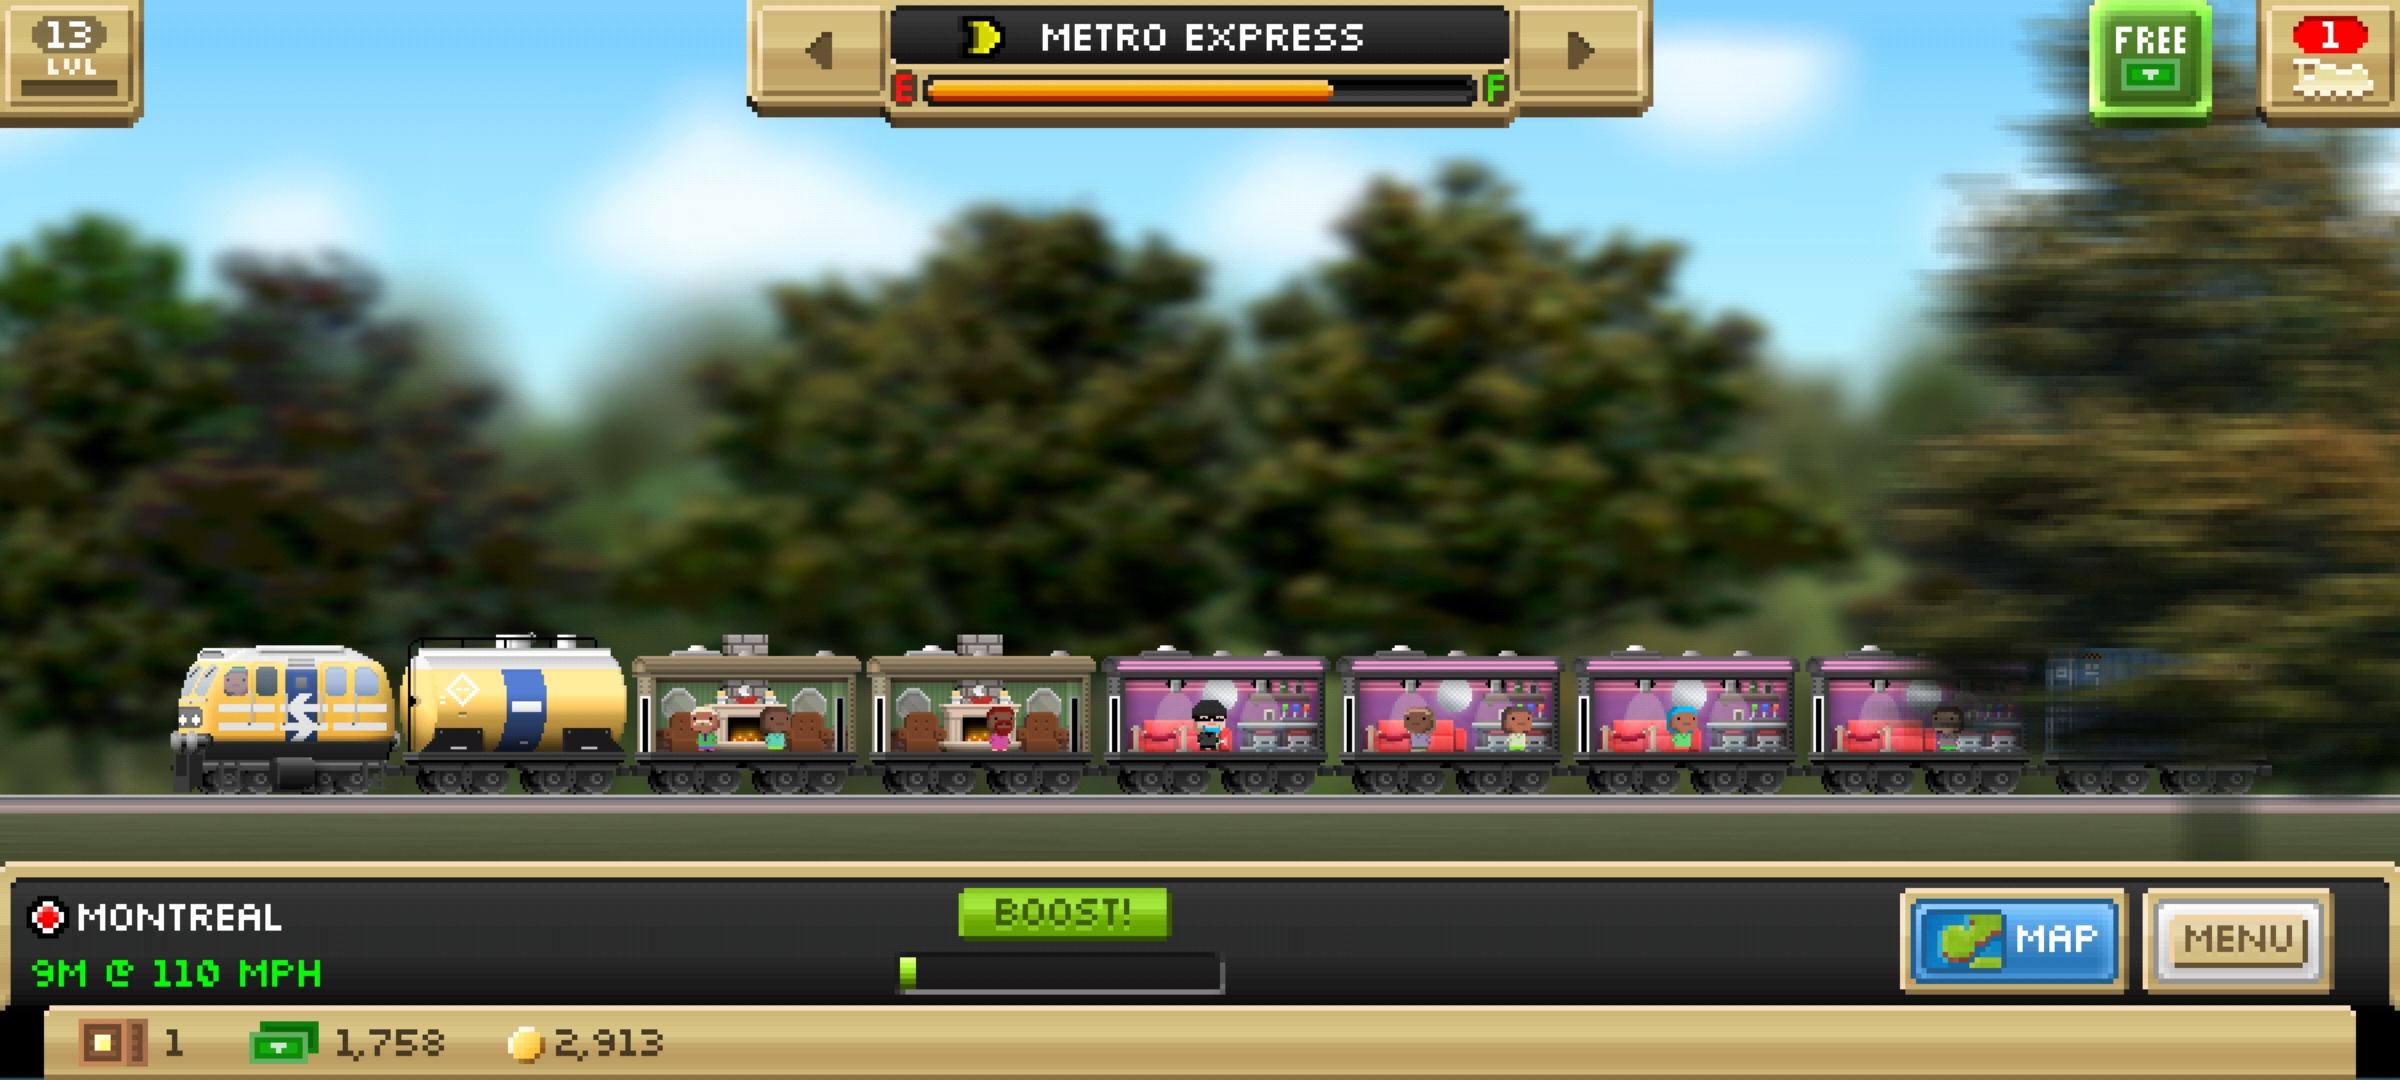 13
LVL
METRO EXPRESS
E F
FREE
1
MONTREAL
9M @ 110 MPH
BOOST!
MAP
MENU
1 1,758 2,913